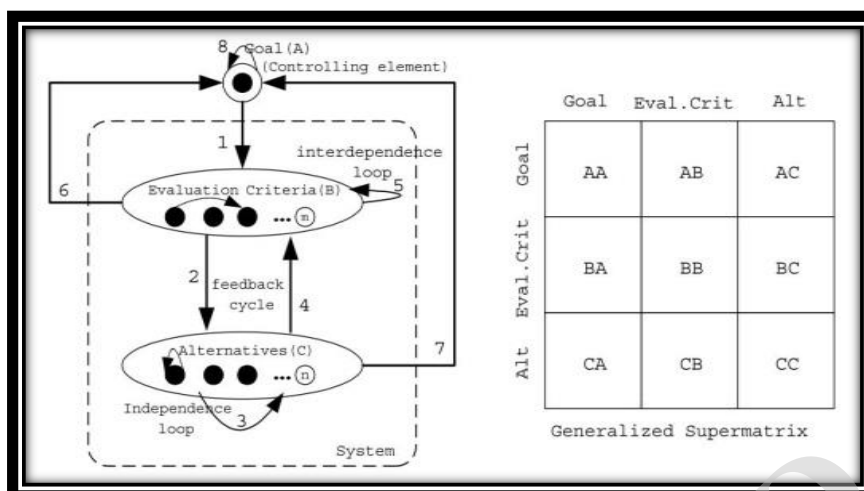 8 Goal(A)
(Controlling element)
1
interdependence
loop
6
Evaluation Criteria(B)
5
... m
2
feedback
cycle
4
Alternatives(C)
7
... n
Independence
loop
3
System
Goal Eval.Crit Alt
Goal
AA AB AC
Eval.Crit
BA BB BC
Alt
CA CB CC
Generalized Supermatrix